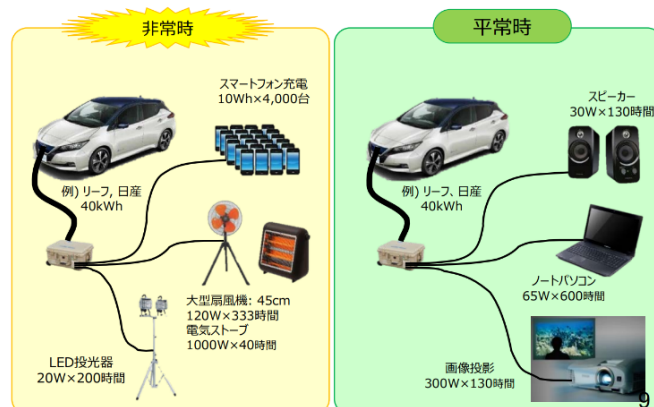 非常時
スマートフォン充電
10Wh×4,000台
例) リーフ, 日産
40kWh
大型扇風機: 45cm
120W×333時間
電気ストーブ
1000W×40時間
LED投光器
20W×200時間
平常時
スピーカー
30W×130時間
例) リーフ、日産
40kWh
ノートパソコン
65W×600時間
画像投影
300W×130時間
9